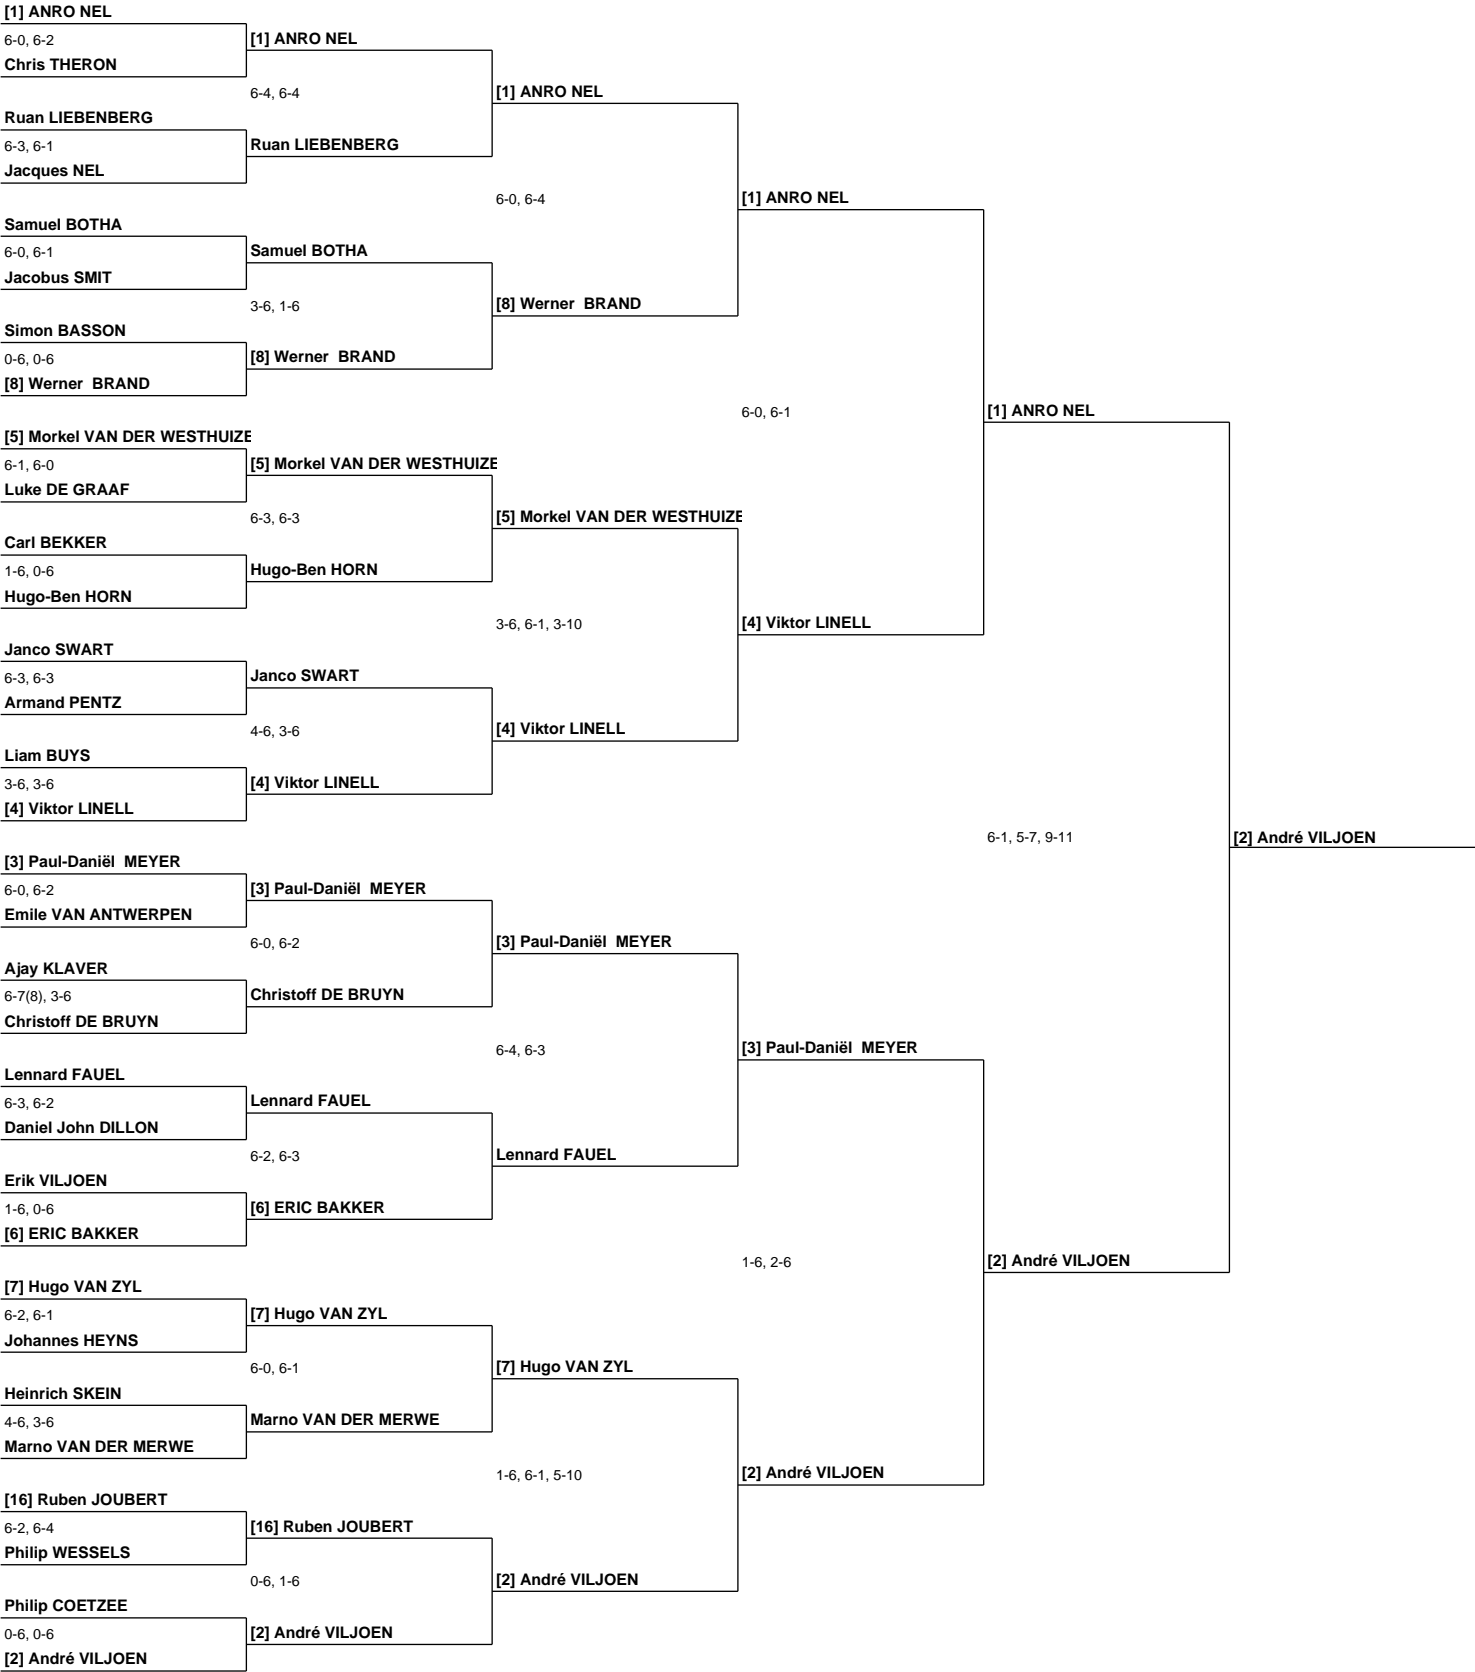 [1] ANRO NEL
6-0, 6-2
Chris THERON
Ruan LIEBENBERG
6-3, 6-1
Jacques NEL
Samuel BOTHA
6-0, 6-1
Jacobus SMIT
Simon BASSON
0-6, 0-6
[8] Werner BRAND
[5] Morkel VAN DER WESTHUIZE
6-1, 6-0
Luke DE GRAAF
Carl BEKKER
1-6, 0-6
Hugo-Ben HORN
Janco SWART
6-3, 6-3
Armand PENTZ
Liam BUYS
3-6, 3-6
[4] Viktor LINELL
[3] Paul-Daniël MEYER
6-0, 6-2
Emile VAN ANTWERPEN
Ajay KLAVER
6-7(8), 3-6
Christoff DE BRUYN
Lennard FAUEL
6-3, 6-2
Daniel John DILLON
Erik VILJOEN
1-6, 0-6
[6] ERIC BAKKER
[7] Hugo VAN ZYL
6-2, 6-1
Johannes HEYNS
Heinrich SKEIN
4-6, 3-6
Marno VAN DER MERWE
[16] Ruben JOUBERT
6-2, 6-4
Philip WESSELS
Philip COETZEE
0-6, 0-6
[2] André VILJOEN
[1] ANRO NEL
6-4, 6-4
Ruan LIEBENBERG
Samuel BOTHA
3-6, 1-6
[8] Werner BRAND
[5] Morkel VAN DER WESTHUIZE
6-3, 6-3
Hugo-Ben HORN
Janco SWART
4-6, 3-6
[4] Viktor LINELL
[3] Paul-Daniël MEYER
6-0, 6-2
Christoff DE BRUYN
Lennard FAUEL
6-2, 6-3
[6] ERIC BAKKER
[7] Hugo VAN ZYL
6-0, 6-1
Marno VAN DER MERWE
[16] Ruben JOUBERT
0-6, 1-6
[2] André VILJOEN
[1] ANRO NEL
6-0, 6-4
[8] Werner BRAND
[5] Morkel VAN DER WESTHUIZE
3-6, 6-1, 3-10
[4] Viktor LINELL
[3] Paul-Daniël MEYER
6-4, 6-3
Lennard FAUEL
[7] Hugo VAN ZYL
1-6, 6-1, 5-10
[2] André VILJOEN
[1] ANRO NEL
6-0, 6-1
[4] Viktor LINELL
[3] Paul-Daniël MEYER
1-6, 2-6
[2] André VILJOEN
[1] ANRO NEL
6-1, 5-7, 9-11
[2] André VILJOEN
[2] André VILJOEN